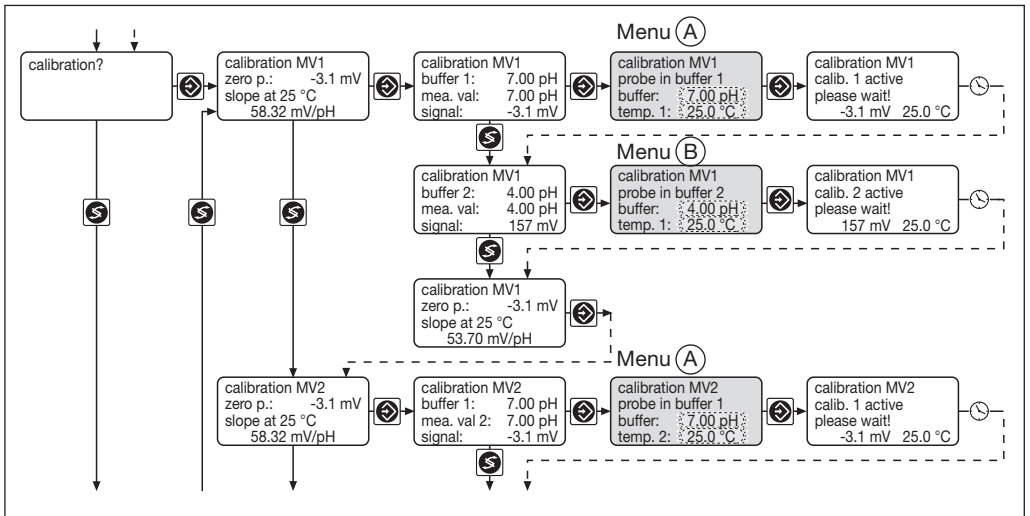 Menu A
calibration?
calibration MV1
zero p.: -3.1 mV
slope at 25 °C
58.32 mV/pH
calibration MV1
buffer 1: 7.00 pH
mea. val: 7.00 pH
signal: -3.1 mV
calibration MV1
probe in buffer 1
buffer: 7.00 pH
temp. 1: 25.0 °C
calibration MV1
calib. 1 active
please wait!
-3.1 mV 25.0 °C
Menu B
calibration MV1
buffer 2: 4.00 pH
mea. val: 4.00 pH
signal: 157 mV
calibration MV1
probe in buffer 2
buffer: 4.00 pH
temp. 1: 25.0 °C
calibration MV1
calib. 2 active
please wait!
157 mV 25.0 °C
calibration MV1
zero p.: -3.1 mV
slope at 25 °C
53.70 mV/pH
Menu A
calibration MV2
zero p.: -3.1 mV
slope at 25 °C
58.32 mV/pH
calibration MV2
buffer 1: 7.00 pH
mea. val 2: 7.00 pH
signal: -3.1 mV
calibration MV2
probe in buffer 1
buffer: 7.00 pH
temp. 2: 25.0 °C
calibration MV2
calib. 1 active
please wait!
-3.1 mV 25.0 °C